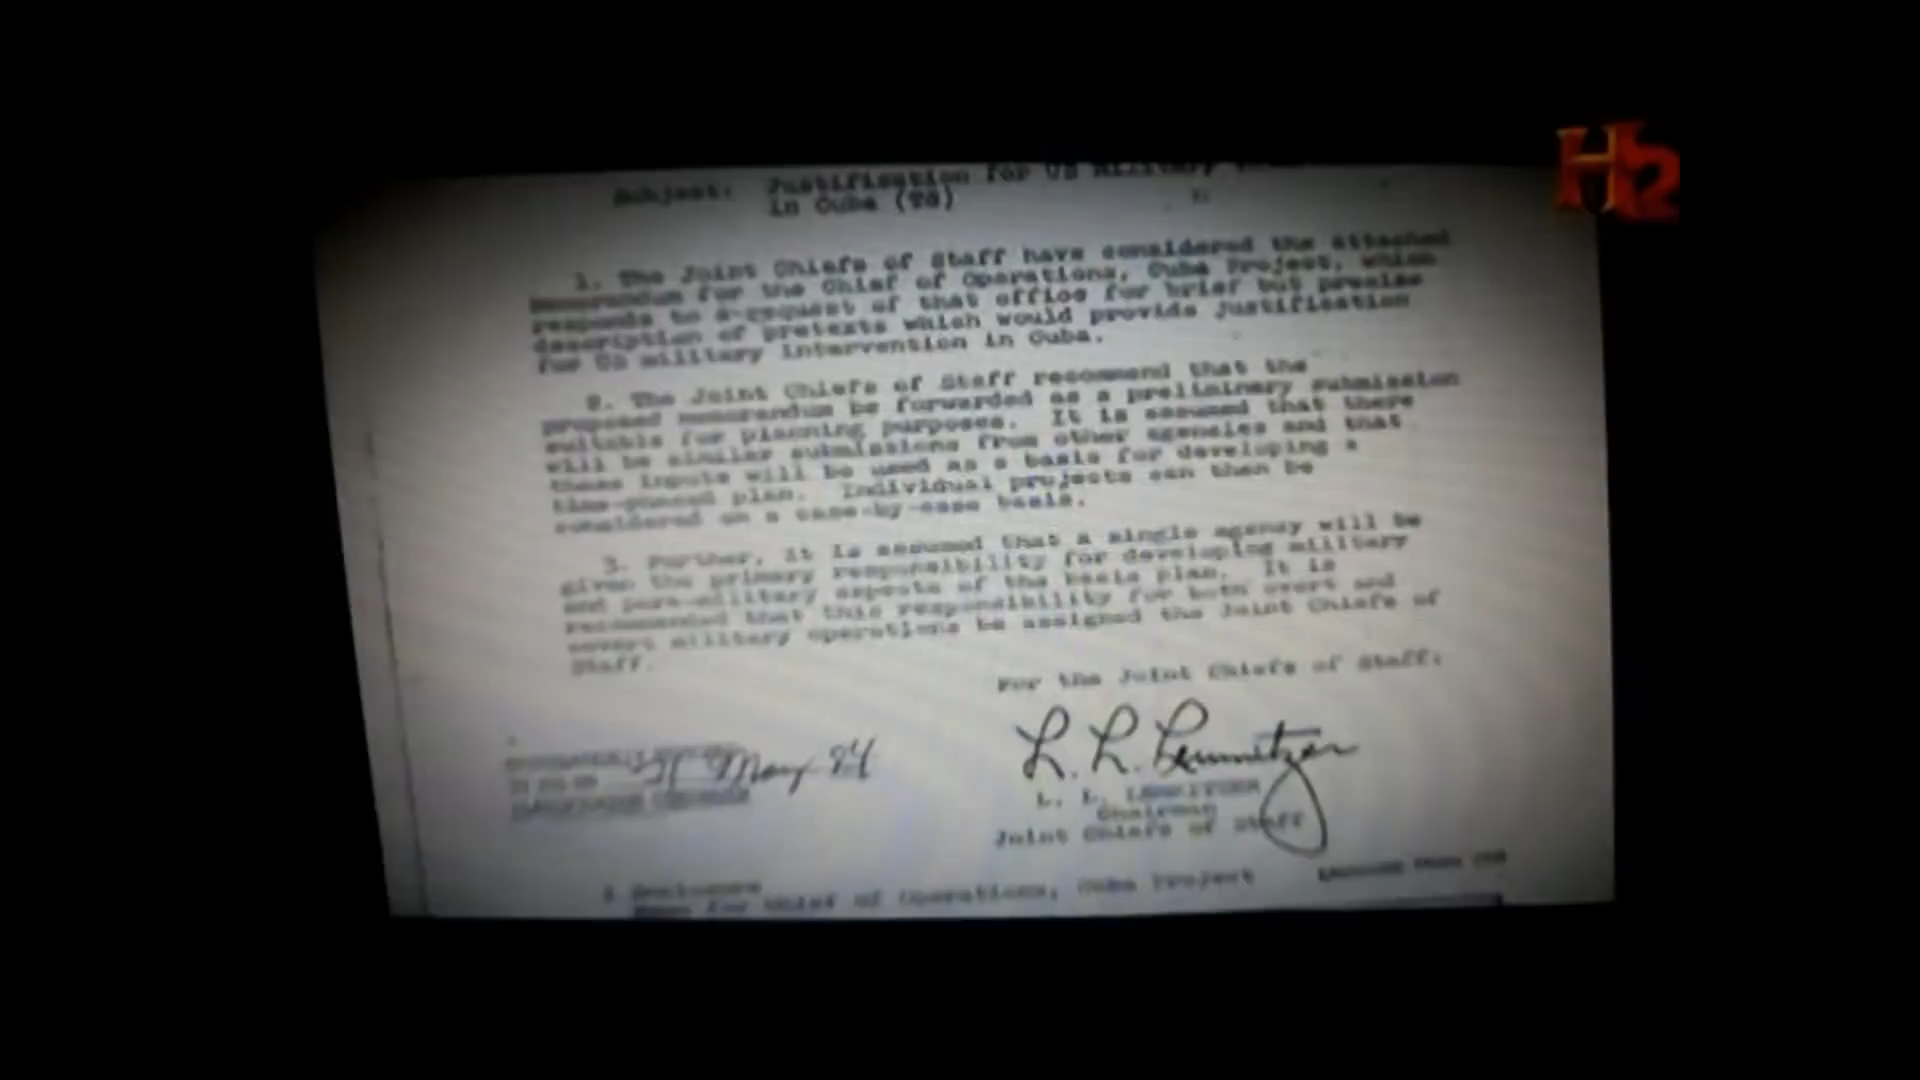 H2
Subject: Justification for US Military
in Cuba (TS)
1. The Joint Chiefs of Staff have considered the attached
Memorandum for the Chief of Operations, Cuba Project, which
responds to a request of that office for brief but precise
description of pretexts which would provide justification
for US military intervention in Cuba.
2. The Joint Chiefs of Staff recommend that the
proposed memorandum be forwarded as a preliminary submission
suitable for planning purposes. It is assumed that there
will be similar submissions from other agencies and that
these inputs will be used as a basis for developing a
time-phased plan. Individual projects can then be
considered on a case-by-case basis.
3. Further, it is assumed that a single agency will be
given the primary responsibility for developing military
and para-military aspects of the basic plan. It is
recommended that this responsibility for both overt and
covert military operations be assigned the Joint Chiefs of
Staff.
For the Joint Chiefs of Staff:
L. L. Lemnitzer
May 84
L. L. LEMNITZER
Chairman
Joint Chiefs of Staff
1 Enclosure
Memo for Chief of Operations, Cuba Project